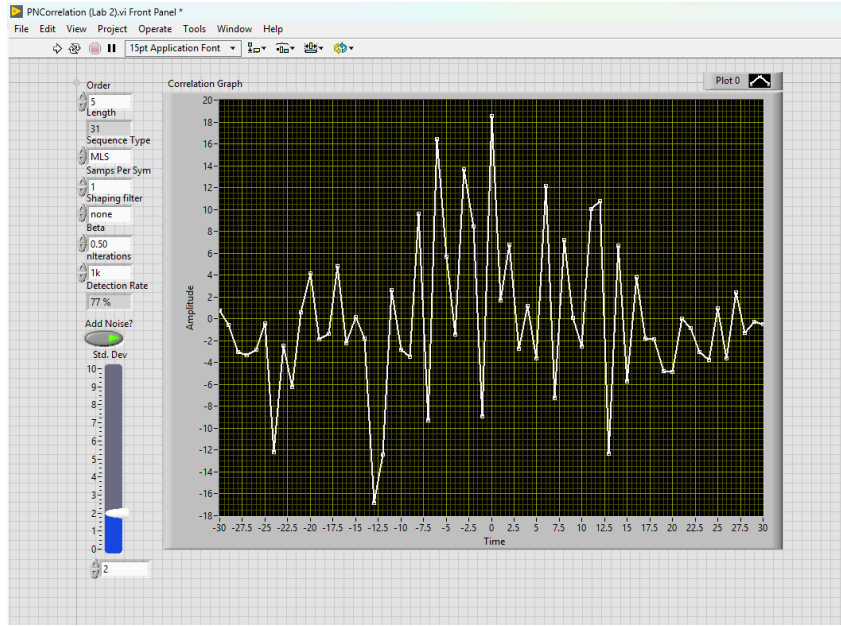 PNCorrelation (Lab 2).vi Front Panel *
File Edit View Project Operate Tools Window Help
15pt Application Font
Order
5
Length
31
Sequence Type
MLS
Samps Per Sym
1
Shaping filter
none
Beta
0.50
nIterations
1k
Detection Rate
77 %
Add Noise?
Std. Dev
10
9
8
7
6
5
4
3
2
1
0
2
Correlation Graph
Plot 0
Amplitude
20
18
16
14
12
10
8
6
4
2
0
-2
-4
-6
-8
-10
-12
-14
-16
-18
-30 -27.5 -25 -22.5 -20 -17.5 -15 -12.5 -10 -7.5 -5 -2.5 0 2.5 5 7.5 10 12.5 15 17.5 20 22.5 25 27.5 30
Time